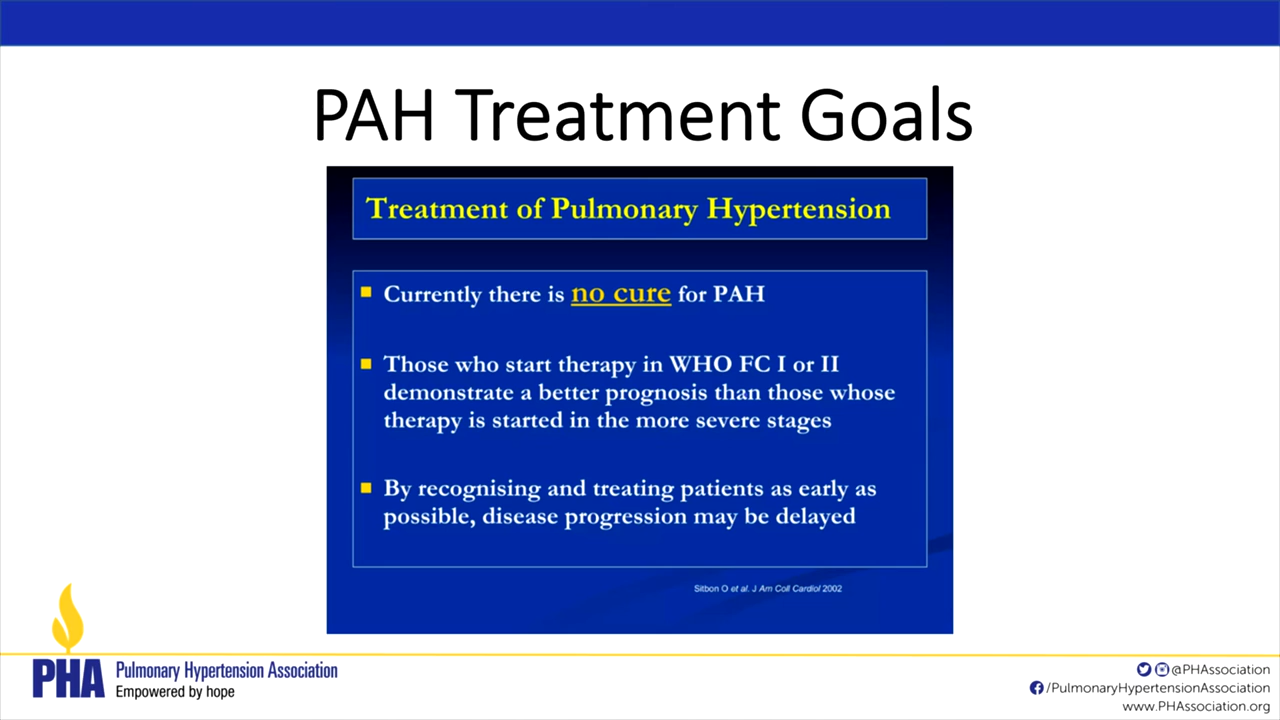 PAH Treatment Goals
Treatment of Pulmonary Hypertension
Currently there is no cure for PAH
Those who start therapy in WHO FC I or II
demonstrate a better prognosis than those whose
therapy is started in the more severe stages
By recognising and treating patients as early as
possible, disease progression may be delayed
Sitbon O et al. J Am Coll Cardiol 2002
PHA Pulmonary Hypertension Association
Empowered by hope
@PHAssociation
/PulmonaryHypertensionAssociation
www.PHAssociation.org